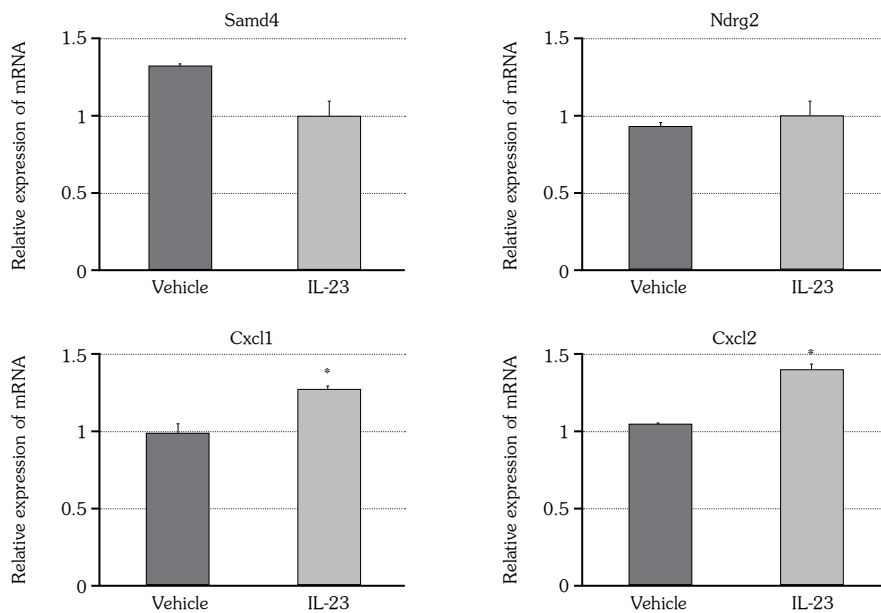 Samd4
Relative expression of mRNA
1.5
1
0.5
0
Vehicle
IL-23
Ndrg2
Relative expression of mRNA
1.5
1
0.5
0
Vehicle
IL-23
Cxcl1
Relative expression of mRNA
1.5
1
0.5
0
*
Vehicle
IL-23
Cxcl2
Relative expression of mRNA
1.5
1
0.5
0
*
Vehicle
IL-23